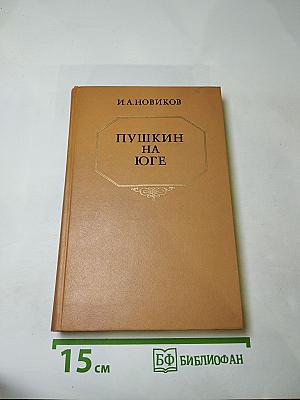 И.А.НОВИКОВ
ПУШКИН
НА
ЮГЕ
15 см
БФ БИБЛИОФАН